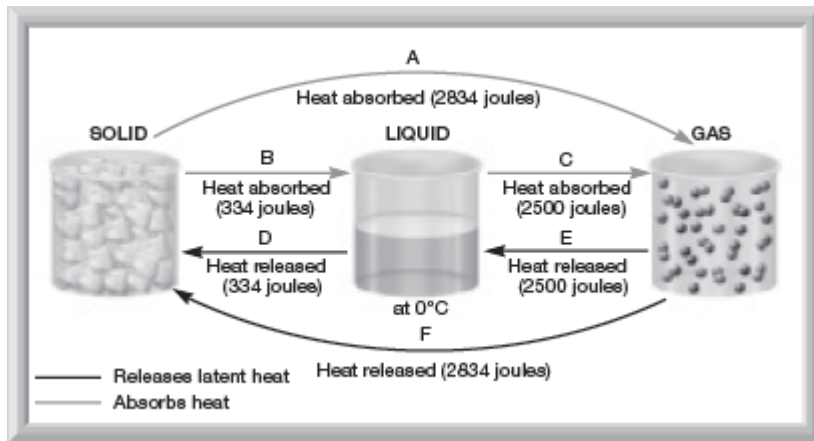 A
Heat absorbed (2834 joules)
SOLID
LIQUID
GAS
B
Heat absorbed
(334 joules)
C
Heat absorbed
(2500 joules)
D
Heat released
(334 joules)
E
Heat released
(2500 joules)
at 0°C
F
Heat released (2834 joules)
Releases latent heat
Absorbs heat